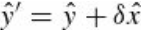 ŷ′ = ŷ + δx̂